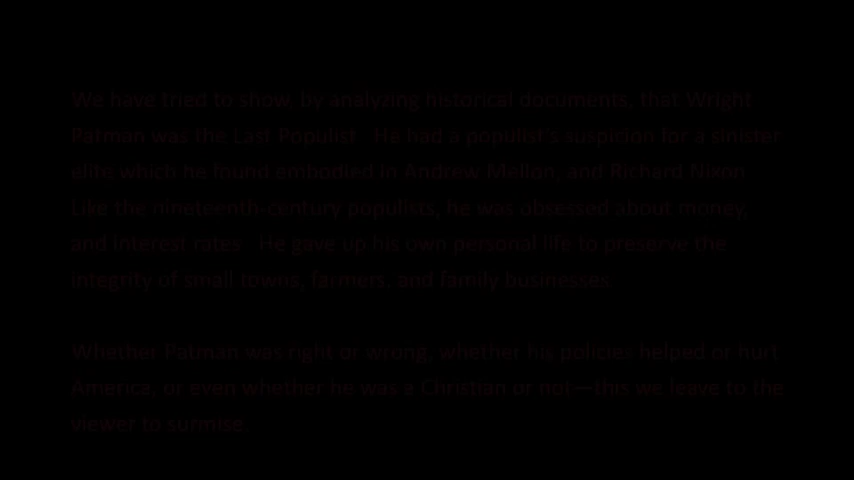 We have tried to show, by analyzing historical documents, that Wright
Patman was the Last Populist. He had a populist's suspicion for a sinister
elite which he found embodied in Andrew Mellon, and Richard Nixon.
Like the nineteenth-century populists, he was obsessed about money,
and interest rates. He gave up his own personal life to preserve the
integrity of small towns, farmers, and family businesses.
Whether Patman was right or wrong, whether his policies helped or hurt
America, or even whether he was a Christian or not—this we leave to the
viewer to surmise.